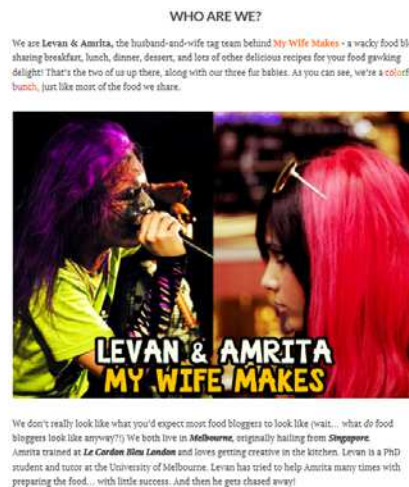 WHO ARE WE?
We are Levan & Amrita, the husband-and-wife tag team behind My Wife Makes - a wacky food bl
sharing breakfast, lunch, dinner, dessert, and lots of other delicious recipes for your food gawking
delight! That's the two of us up there, along with our three fur babies. As you can see, we're a colorf
bunch, just like most of the food we share.
LEVAN & AMRITA
MY WIFE MAKES
We don't really look like what you'd expect most food bloggers to look like (wait... what do food
bloggers look like anyway?!) We both live in Melbourne, originally hailing from Singapore.
Amrita trained at Le Cordon Bleu London and loves getting creative in the kitchen. Levan is a PhD
student and tutor at the University of Melbourne. Levan has tried to help Amrita many times with
preparing the food... with little success. And then he gets chased away!